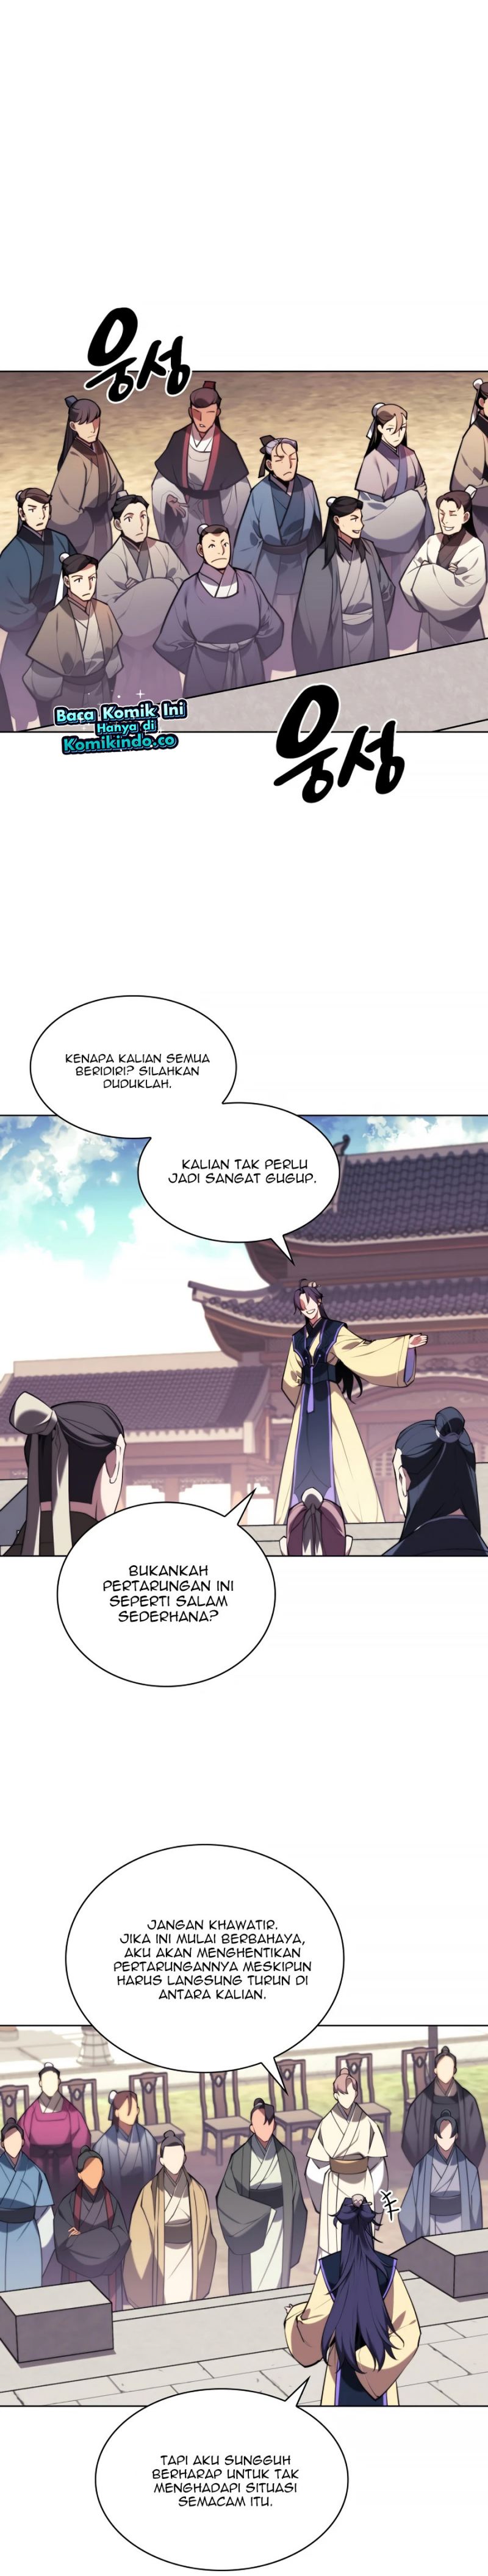 웅성
Baca Komik Ini
Hanya di
Komikindo.co
웅성
KENAPA KALIAN SEMUA
BERIDIRI? SILAHKAN
DUDUKLAH.
KALIAN TAK PERLU
JADI SANGAT GUGUP.
BUKANKAH
PERTARUNGAN INI
SEPERTI SALAM
SEDERHANA?
JANGAN KHAWATIR.
JIKA INI MULAI BERBAHAYA,
AKU AKAN MENGHENTIKAN
PERTARUNGANNYA MESKIPUN
HARUS LANGSUNG TURUN DI
ANTARA KALIAN.
TAPI AKU SUNGGUH
BERHARAP UNTUK TAK
MENGHADAPI SITUASI
SEMACAM ITU.